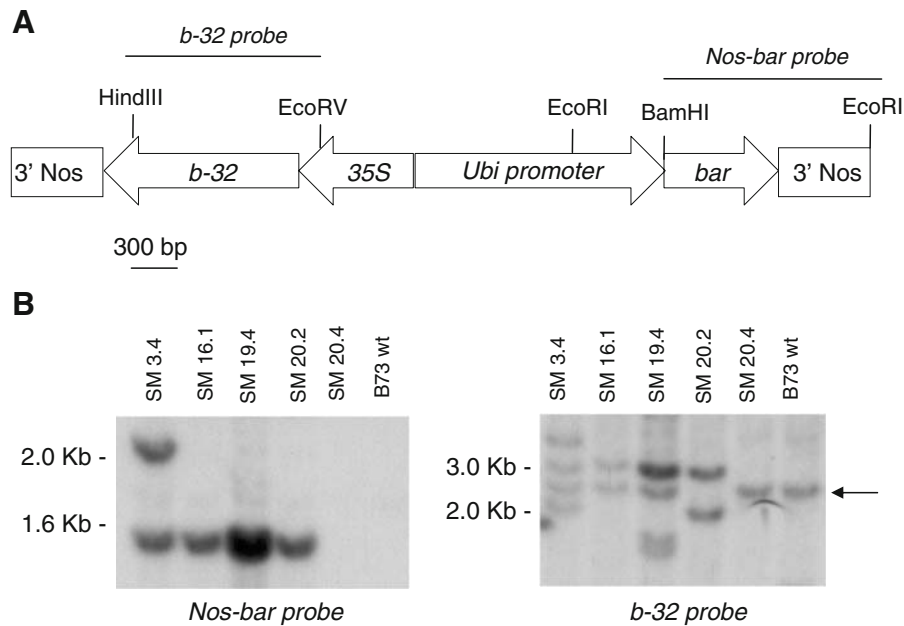 A
b-32 probe
Nos-bar probe
HindIII
EcoRV
EcoRI
BamHI
EcoRI
3' Nos
b-32
35S
Ubi promoter
bar
3' Nos
300 bp
B
SM 3.4
SM 16.1
SM 19.4
SM 20.2
SM 20.4
B73 wt
2.0 Kb -
1.6 Kb -
Nos-bar probe
SM 3.4
SM 16.1
SM 19.4
SM 20.2
SM 20.4
B73 wt
3.0 Kb -
2.0 Kb -
b-32 probe